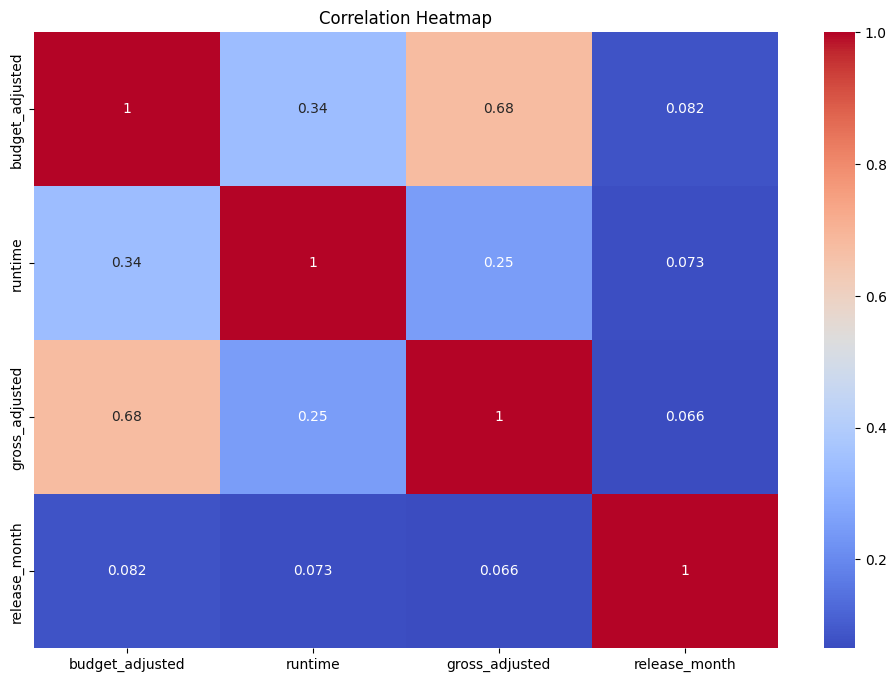 Correlation Heatmap
budget_adjusted
1
0.34
0.68
0.082
runtime
0.34
1
0.25
0.073
gross_adjusted
0.68
0.25
1
0.066
release_month
0.082
0.073
0.066
1
budget_adjusted
runtime
gross_adjusted
release_month
1.0
0.8
0.6
0.4
0.2